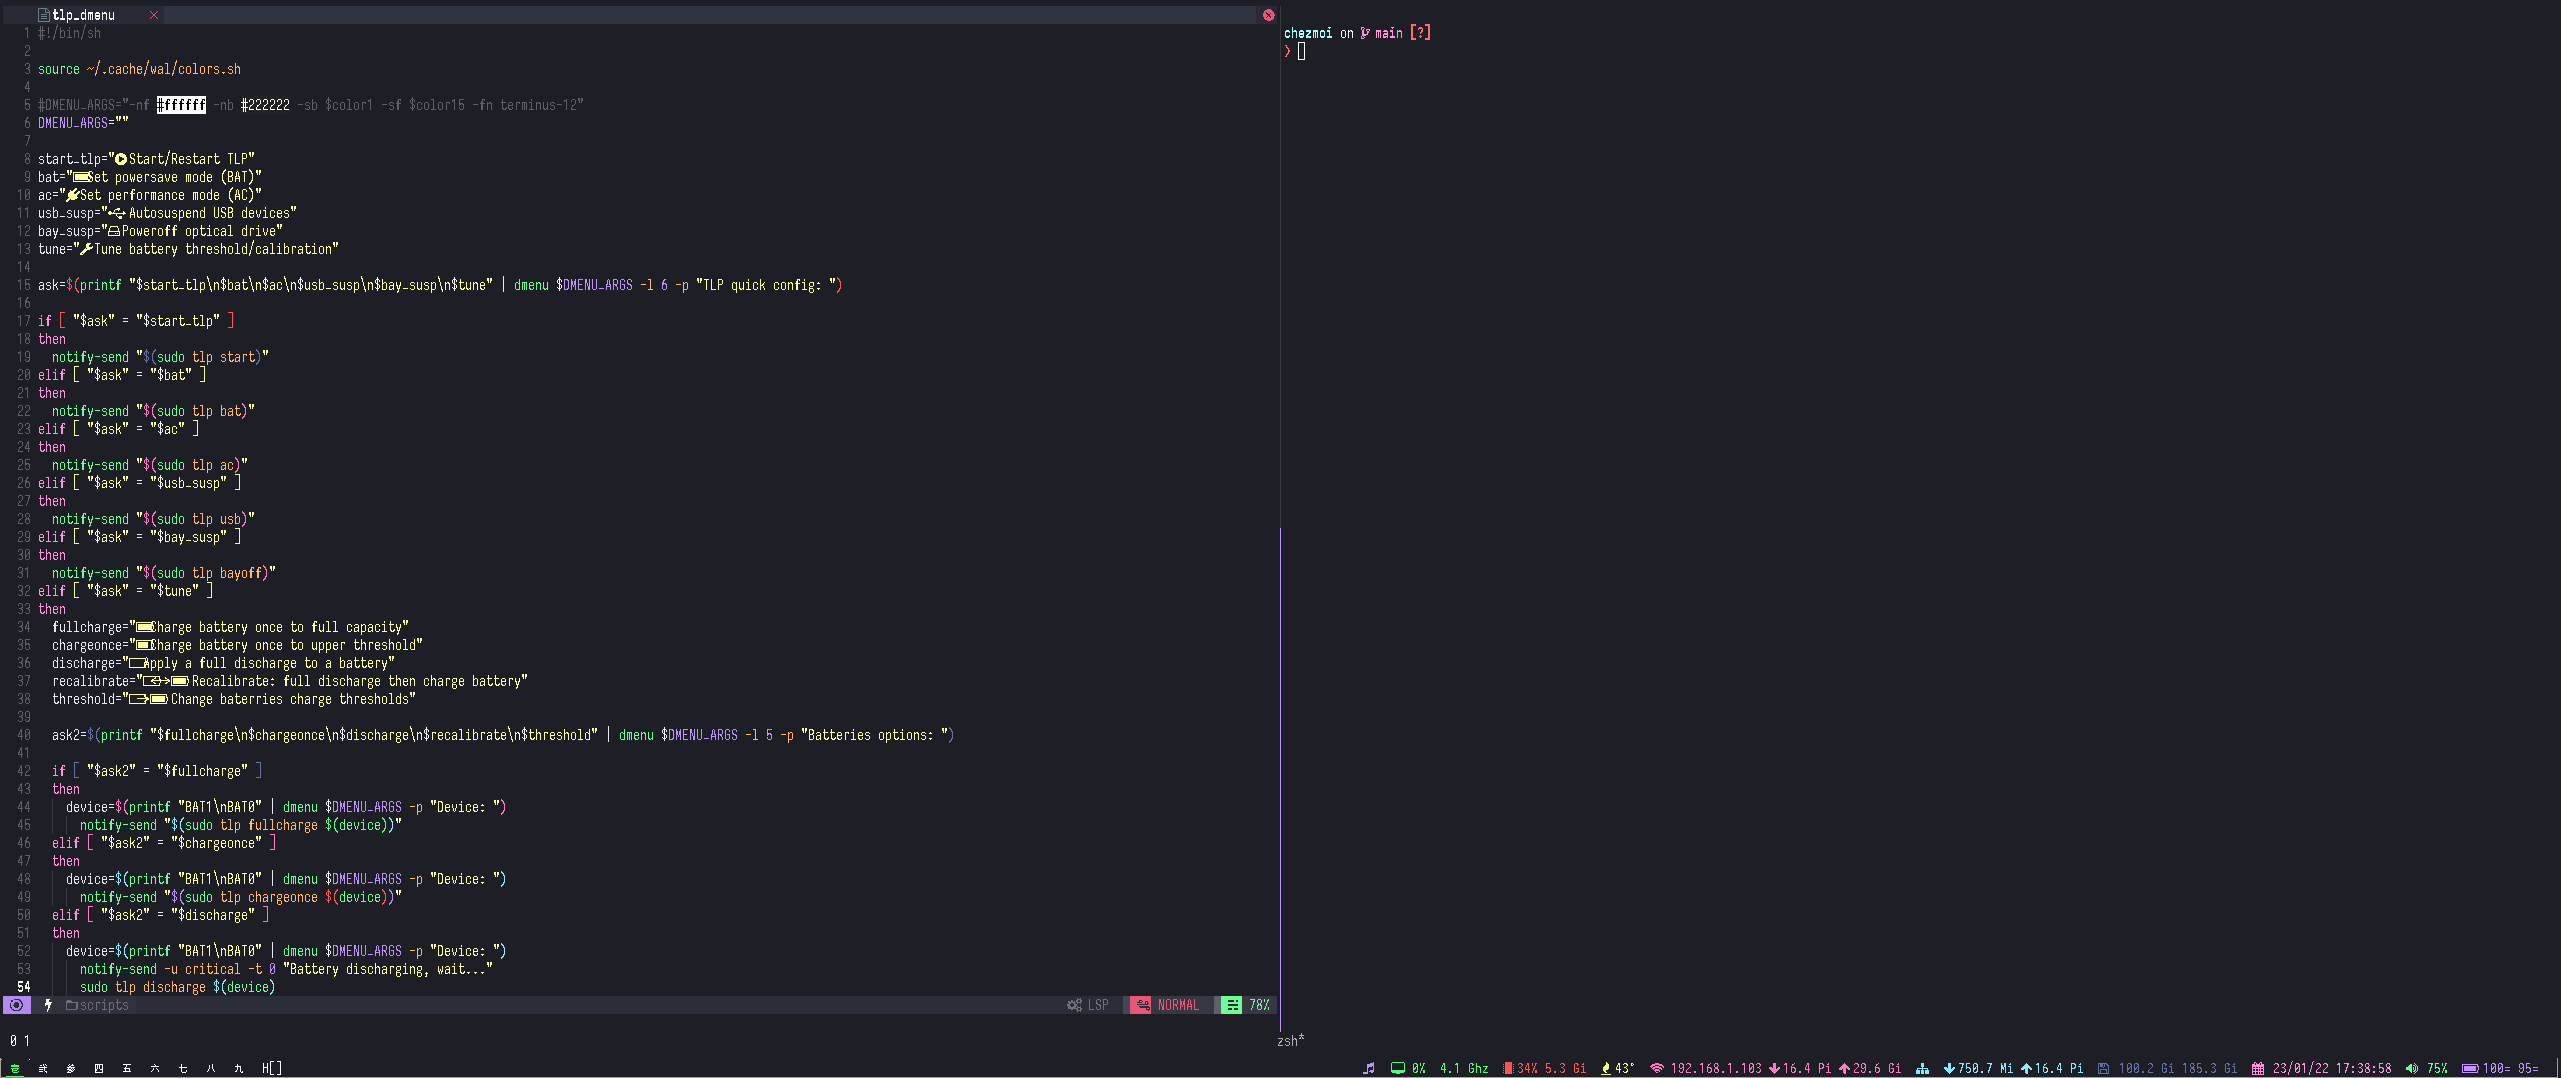 tlp_dmenu
1 #!/bin/sh
2
3 source ~/.cache/wal/colors.sh
4
5 #DMENU_ARGS="-nf #ffffff -nb #222222 -sb $color1 -sf $color15 -fn terminus-12"
6 DMENU_ARGS=""
7
8 start_tlp="Start/Restart TLP"
9 bat="Set powersave mode (BAT)"
10 ac="Set performance mode (AC)"
11 usb_susp="Autosuspend USB devices"
12 bay_susp="Poweroff optical drive"
13 tune="Tune battery threshold/calibration"
14
15 ask=$(printf "$start_tlp\n$bat\n$ac\n$usb_susp\n$bay_susp\n$tune" | dmenu $DMENU_ARGS -l 6 -p "TLP quick config: ")
16
17 if [ "$ask" = "$start_tlp" ]
18 then
19 notify-send "$(sudo tlp start)"
20 elif [ "$ask" = "$bat" ]
21 then
22 notify-send "$(sudo tlp bat)"
23 elif [ "$ask" = "$ac" ]
24 then
25 notify-send "$(sudo tlp ac)"
26 elif [ "$ask" = "$usb_susp" ]
27 then
28 notify-send "$(sudo tlp usb)"
29 elif [ "$ask" = "$bay_susp" ]
30 then
31 notify-send "$(sudo tlp bayoff)"
32 elif [ "$ask" = "$tune" ]
33 then
34 fullcharge="Charge battery once to full capacity"
35 chargeonce="Charge battery once to upper threshold"
36 discharge="Apply a full discharge to a battery"
37 recalibrate="Recalibrate: full discharge then charge battery"
38 threshold="Change baterries charge thresholds"
39
40 ask2=$(printf "$fullcharge\n$chargeonce\n$discharge\n$recalibrate\n$threshold" | dmenu $DMENU_ARGS -l 5 -p "Batteries options: ")
41
42 if [ "$ask2" = "$fullcharge" ]
43 then
44 device=$(printf "BAT1\nBAT0" | dmenu $DMENU_ARGS -p "Device: ")
45 notify-send "$(sudo tlp fullcharge $(device))"
46 elif [ "$ask2" = "$chargeonce" ]
47 then
48 device=$(printf "BAT1\nBAT0" | dmenu $DMENU_ARGS -p "Device: ")
49 notify-send "$(sudo tlp chargeonce $(device))"
50 elif [ "$ask2" = "$discharge" ]
51 then
52 device=$(printf "BAT1\nBAT0" | dmenu $DMENU_ARGS -p "Device: ")
53 notify-send -u critical -t 0 "Battery discharging, wait..."
54 sudo tlp discharge $(device)
scripts LSP NORMAL 78%
chezmoi on main [?]
❯
0 1 zsh*
壱 弐 参 四 五 六 七 八 九 H[] 0% 4.1 Ghz 34% 5.3 Gi 43° 192.168.1.103 16.4 Pi 29.6 Gi 750.7 Mi 16.4 Pi 100.2 Gi 185.3 Gi 23/01/22 17:38:58 75% 100= 95=